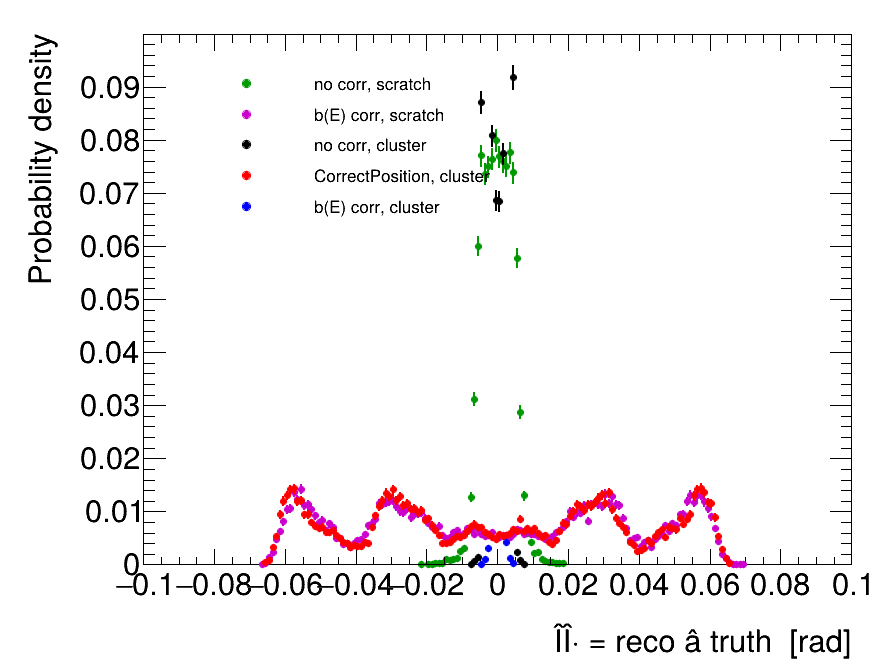 Probability density
0.09
0.08
0.07
0.06
0.05
0.04
0.03
0.02
0.01
0
no corr, scratch
b(E) corr, scratch
no corr, cluster
CorrectPosition, cluster
b(E) corr, cluster
−0.1 −0.08 −0.06 −0.04 −0.02 0 0.02 0.04 0.06 0.08 0.1
ÎÎ· = reco â truth [rad]